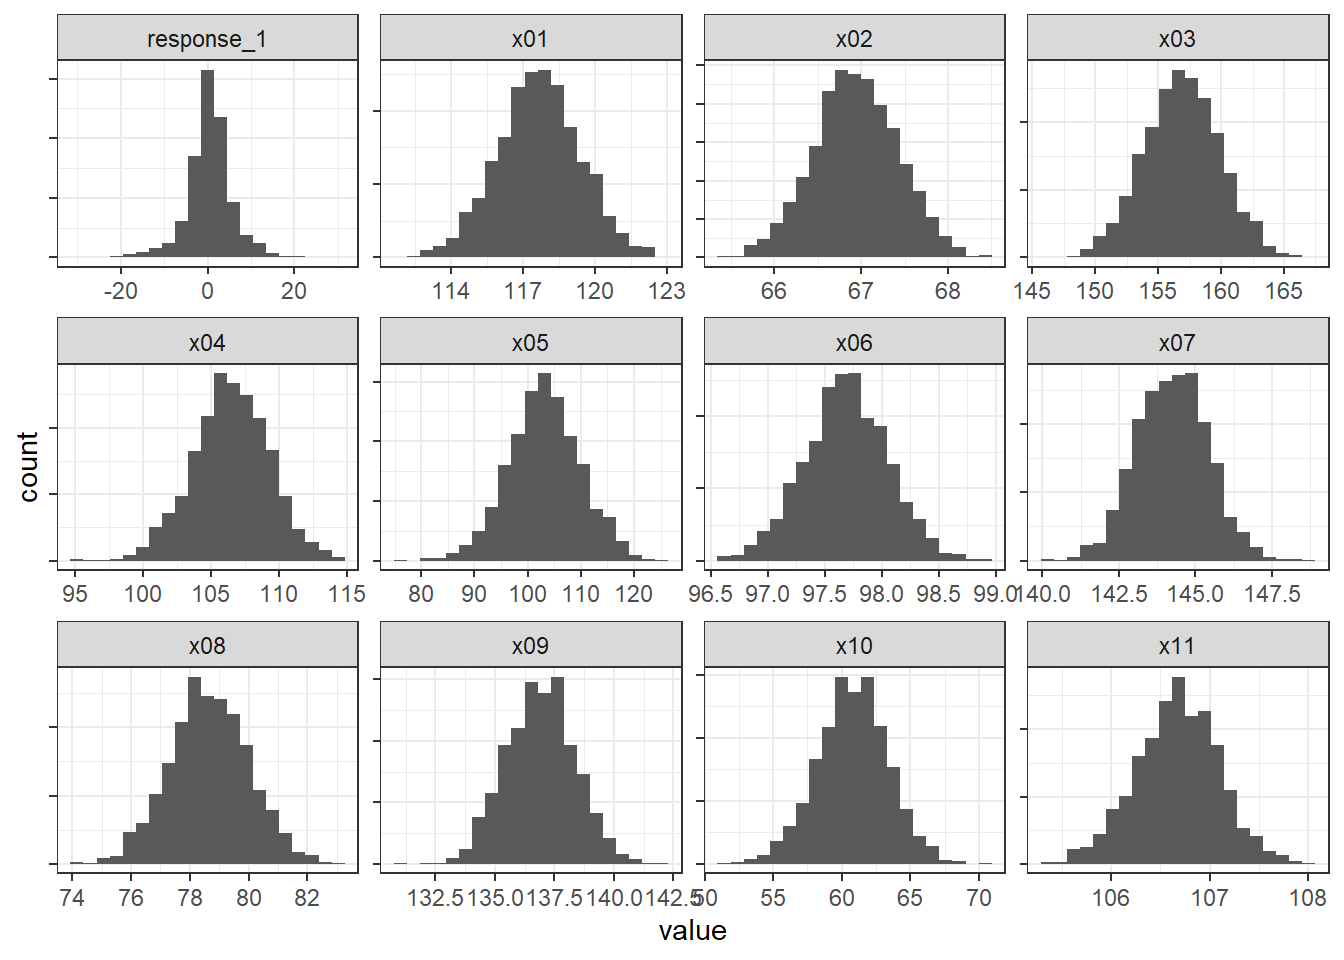 response_1 x01 x02 x03
-20 0 20 114 117 120 123 66 67 68 145 150 155 160 165
x04 x05 x06 x07
95 100 105 110 115 80 90 100 110 120 96.5 97.0 97.5 98.0 98.5 99.0 140.0 142.5 145.0 147.5
count
x08 x09 x10 x11
74 76 78 80 82 132.5 135.0 137.5 140.0 142.5 50 55 60 65 70 106 107 108
value